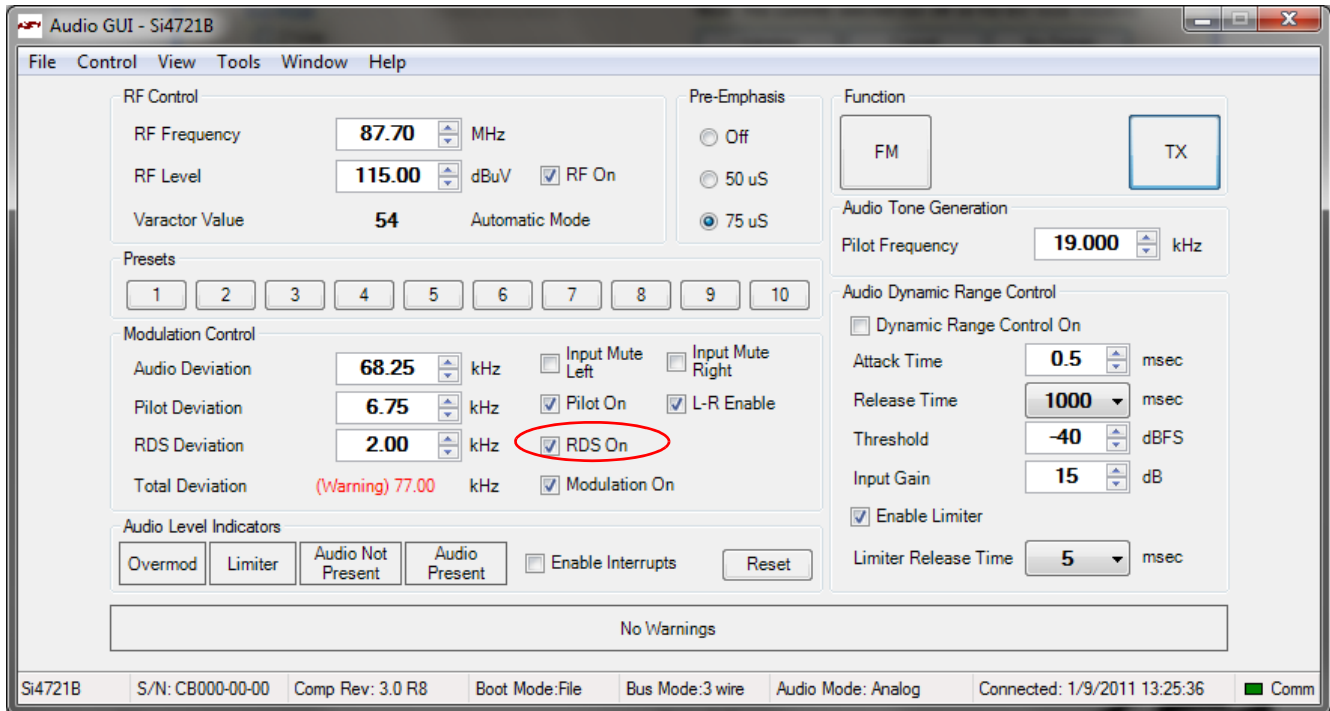 Audio GUI - Si4721B
File Control View Tools Window Help
RF Control
RF Frequency 87.70 MHz
RF Level 115.00 dBuV RF On
Varactor Value 54 Automatic Mode
Pre-Emphasis
Off
50 uS
75 uS
Function
FM TX
Audio Tone Generation
Pilot Frequency 19.000 kHz
Presets
1 2 3 4 5 6 7 8 9 10
Modulation Control
Audio Deviation 68.25 kHz Input Mute Left Input Mute Right
Pilot Deviation 6.75 kHz Pilot On L-R Enable
RDS Deviation 2.00 kHz RDS On
Total Deviation (Warning) 77.00 kHz Modulation On
Audio Dynamic Range Control
Dynamic Range Control On
Attack Time 0.5 msec
Release Time 1000 msec
Threshold -40 dBFS
Input Gain 15 dB
Enable Limiter
Limiter Release Time 5 msec
Audio Level Indicators
Overmod Limiter Audio Not Present Audio Present Enable Interrupts Reset
No Warnings
Si4721B S/N: CB000-00-00 Comp Rev: 3.0 R8 Boot Mode:File Bus Mode:3 wire Audio Mode: Analog Connected: 1/9/2011 13:25:36 Comm